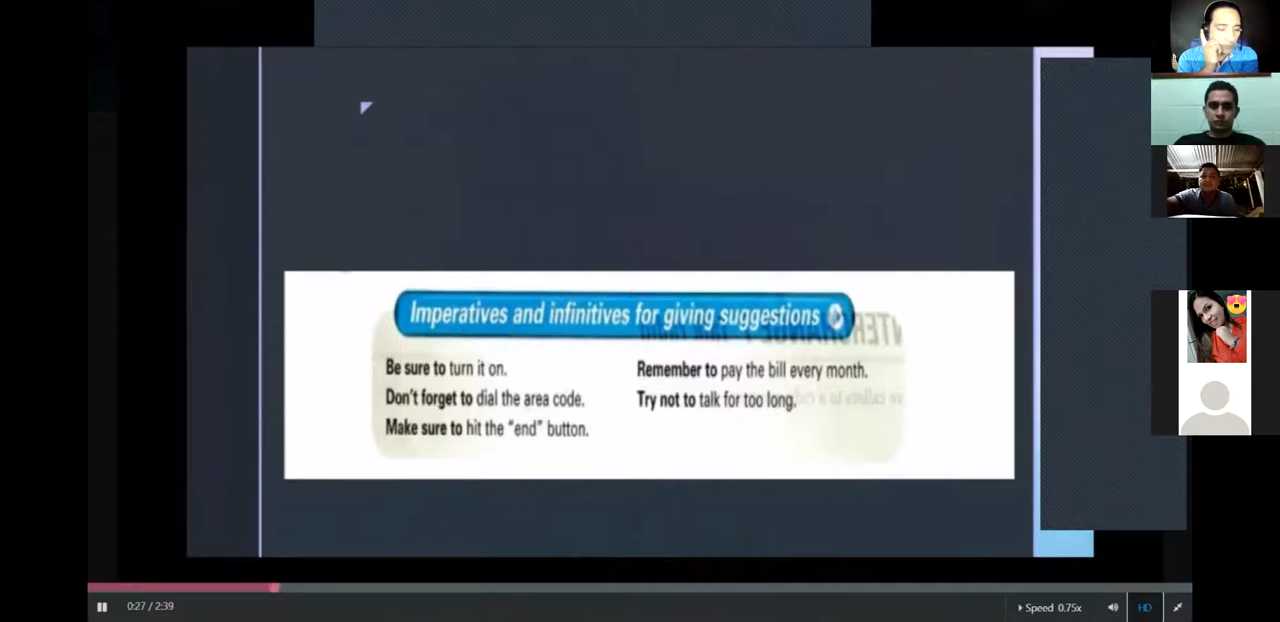 Imperatives and infinitives for giving suggestions
Be sure to turn it on.
Don't forget to dial the area code.
Make sure to hit the "end" button.
Remember to pay the bill every month.
Try not to talk for too long.
0:27 / 2:39
Speed 0.75x
HD